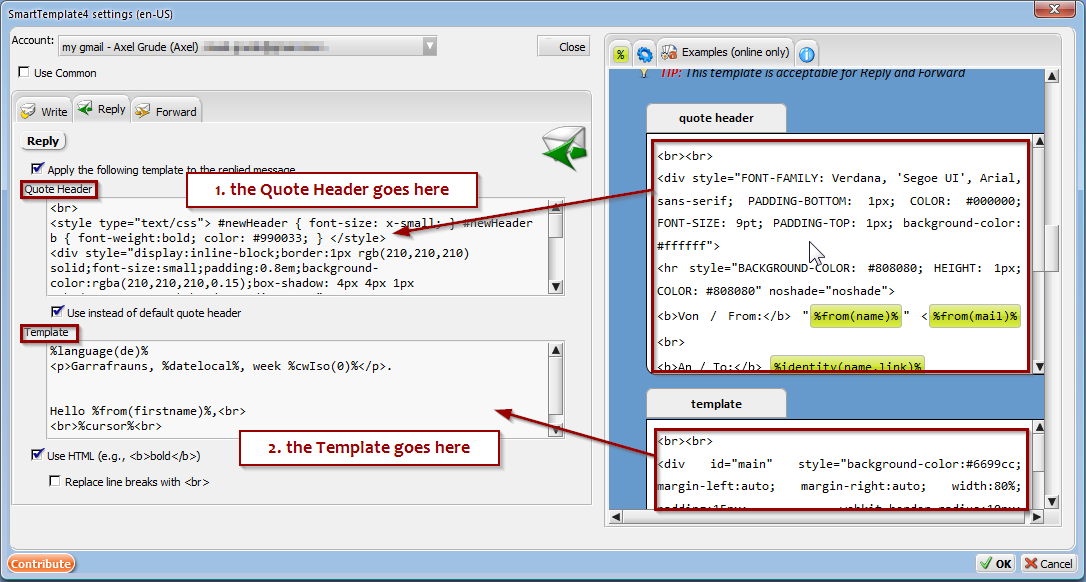 SmartTemplate4 settings (en-US)
Account:
my gmail - Axel Grude (Axel)
Close
Use Common
Write
Reply
Forward
Reply
Apply the following template to the replied message
Quote Header
1. the Quote Header goes here
<br>
<style type="text/css"> #newHeader { font-size: x-small; } #newHeader
b { font-weight:bold; color: #990033; } </style>
<div style="display:inline-block;border:1px rgb(210,210,210)
solid;font-size:small;padding:0.8em;background-
color:rgba(210,210,210,0.15);box-shadow: 4px 4px 1px
Use instead of default quote header
Template
%language(de)%
<p>Garrafrauns, %datelocal%, week %cwIso(0)%</p>.
Hello %from(firstname)%,<br>
<br>%cursor%<br>
2. the Template goes here
Use HTML (e.g., <b>bold</b>)
Replace line breaks with <br>
Contribute
%
Examples (online only)
TIP: This template is acceptable for Reply and Forward
quote header
<br><br>
<div style="FONT-FAMILY: Verdana, 'Segoe UI', Arial,
sans-serif; PADDING-BOTTOM: 1px; COLOR: #000000;
FONT-SIZE: 9pt; PADDING-TOP: 1px; background-color:
#ffffff">
<hr style="BACKGROUND-COLOR: #808080; HEIGHT: 1px;
COLOR: #808080" noshade="noshade">
<b>Von / From:</b> "%from(name)%" <%from(mail)%
<br>
<b>An / To:</b> %identity(name,link)%
template
<br><br>
<div id="main" style="background-color:#6699cc;
margin-left:auto; margin-right:auto; width:80%;
OK
Cancel